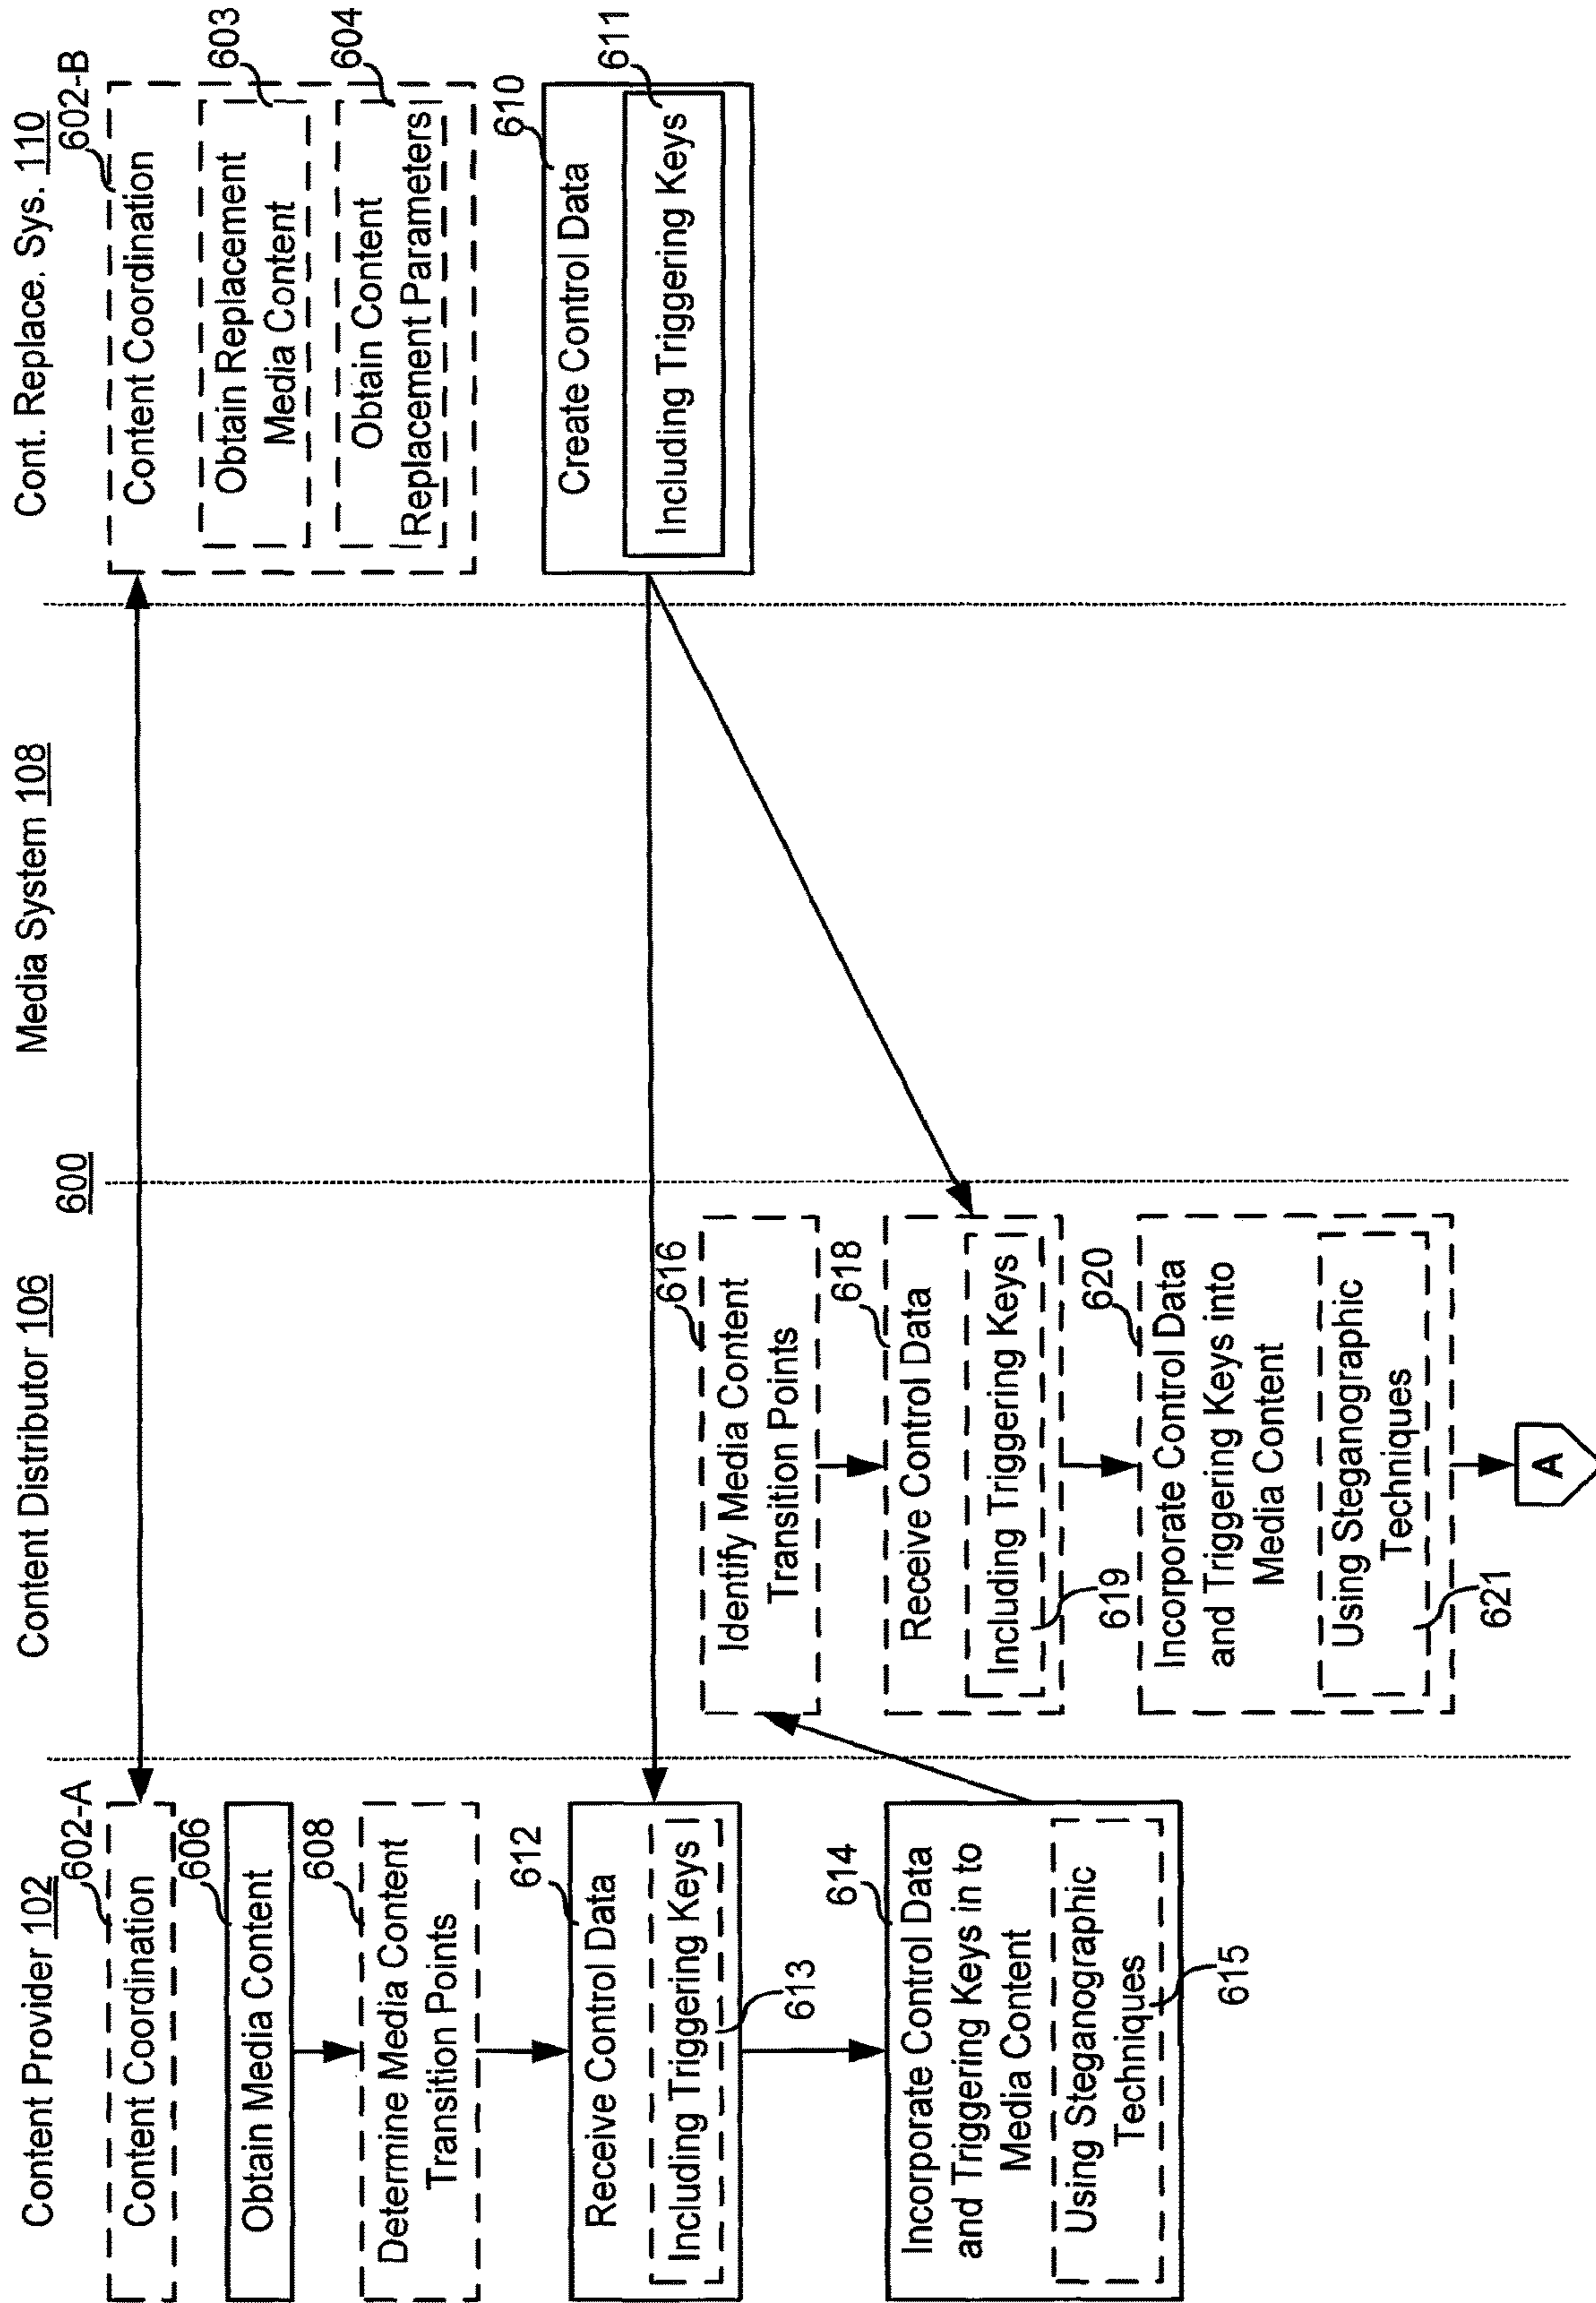 600
Content Provider 102
602-A
Content Coordination
606
Obtain Media Content
608
Determine Media Content
Transition Points
612
Receive Control Data
Including Triggering Keys
613
614
Incorporate Control Data
and Triggering Keys in to
Media Content
Using Steganographic
Techniques
615
Content Distributor 106
616
Identify Media Content
Transition Points
618
Receive Control Data
Including Triggering Keys
619
620
Incorporate Control Data
and Triggering Keys into
Media Content
Using Steganographic
Techniques
621
A
Media System 108
Cont. Replace. Sys. 110
602-B
Content Coordination
603
Obtain Replacement
Media Content
604
Obtain Content
Replacement Parameters
610
Create Control Data
611
Including Triggering Keys